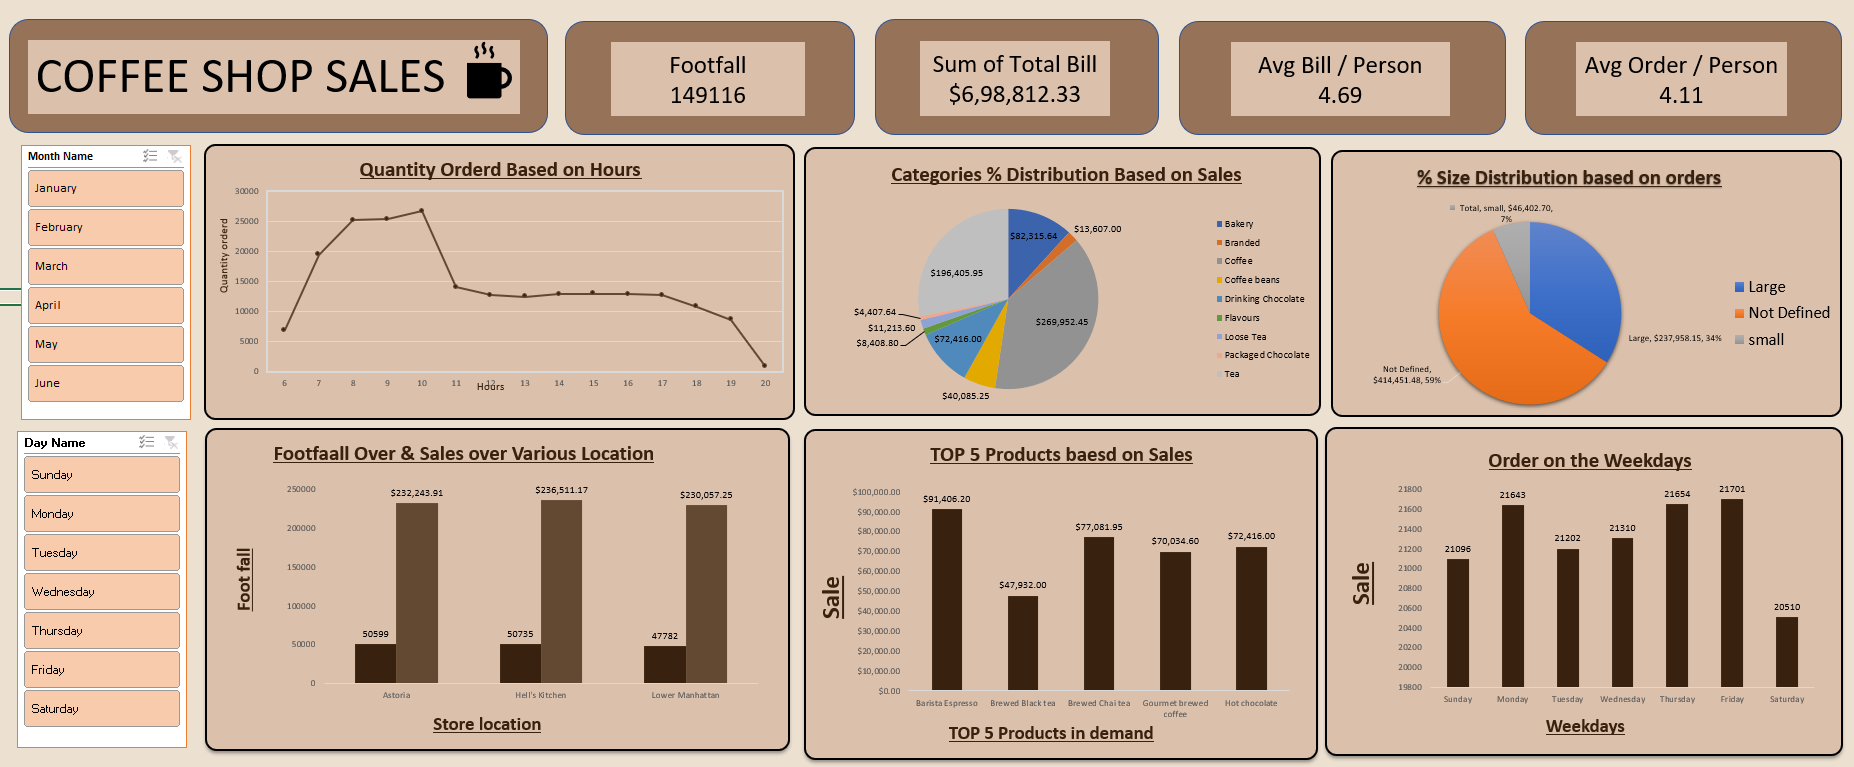 COFFEE SHOP SALES
Footfall
149116
Sum of Total Bill
$6,98,812.33
Avg Bill / Person
4.69
Avg Order / Person
4.11
Month Name
January
February
March
April
May
June
Day Name
Sunday
Monday
Tuesday
Wednesday
Thursday
Friday
Saturday
Quantity Orderd Based on Hours
Quantity orderd
30000
25000
20000
15000
10000
5000
0
6 7 8 9 10 11 12 13 14 15 16 17 18 19 20
Hours
Categories % Distribution Based on Sales
$82,315.64
$13,607.00
$269,952.45
$40,085.25
$72,416.00
$8,408.80
$11,213.60
$4,407.64
$196,405.95
Bakery
Branded
Coffee
Coffee beans
Drinking Chocolate
Flavours
Loose Tea
Packaged Chocolate
Tea
% Size Distribution based on orders
Total, small, $46,402.70,
7%
Large, $237,958.15, 34%
Not Defined,
$414,451.48, 59%
Large
Not Defined
small
Footfaall Over & Sales over Various Location
Foot fall
250000
200000
150000
100000
50000
0
50599
$232,243.91
50735
$236,511.17
47782
$230,057.25
Astoria
Hell's Kitchen
Lower Manhattan
Store location
TOP 5 Products baesd on Sales
Sale
$100,000.00
$90,000.00
$80,000.00
$70,000.00
$60,000.00
$50,000.00
$40,000.00
$30,000.00
$20,000.00
$10,000.00
$0.00
$91,406.20
$47,932.00
$77,081.95
$70,034.60
$72,416.00
Barista Espresso
Brewed Black tea
Brewed Chai tea
Gourmet brewed
coffee
Hot chocolate
TOP 5 Products in demand
Order on the Weekdays
Sale
21800
21600
21400
21200
21000
20800
20600
20400
20200
20000
19800
21096
21643
21202
21310
21654
21701
20510
Sunday
Monday
Tuesday
Wednesday
Thursday
Friday
Saturday
Weekdays